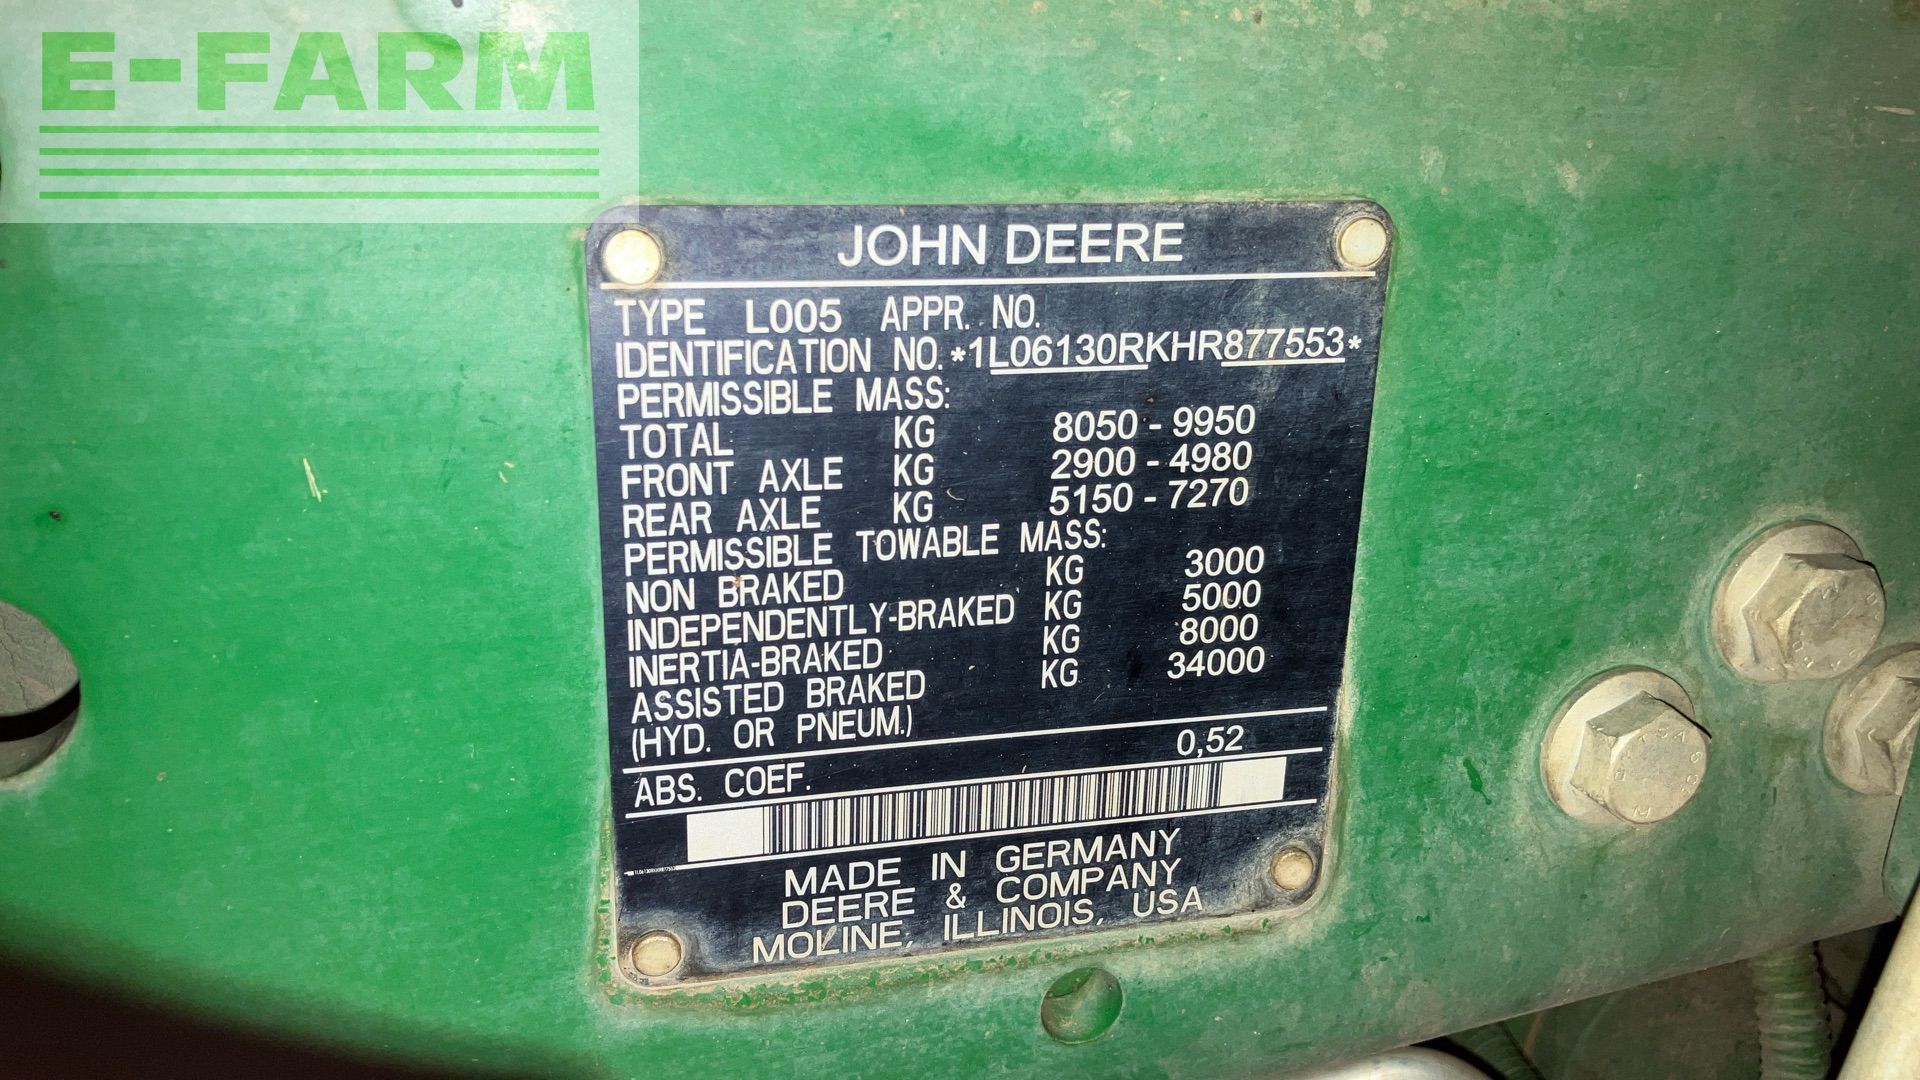 E-FARM
JOHN DEERE
TYPE L005 APPR. NO.
IDENTIFICATION NO. *1L06130RKHR877553*
PERMISSIBLE MASS:
TOTAL KG 8050 - 9950
FRONT AXLE KG 2900 - 4980
REAR AXLE KG 5150 - 7270
PERMISSIBLE TOWABLE MASS:
NON BRAKED KG 3000
INDEPENDENTLY-BRAKED KG 5000
INERTIA-BRAKED KG 8000
ASSISTED BRAKED KG 34000
(HYD. OR PNEUM.)
ABS. COEF. 0,52
1L06130RKHR877553
MADE IN GERMANY
DEERE & COMPANY
MOLINE, ILLINOIS, USA